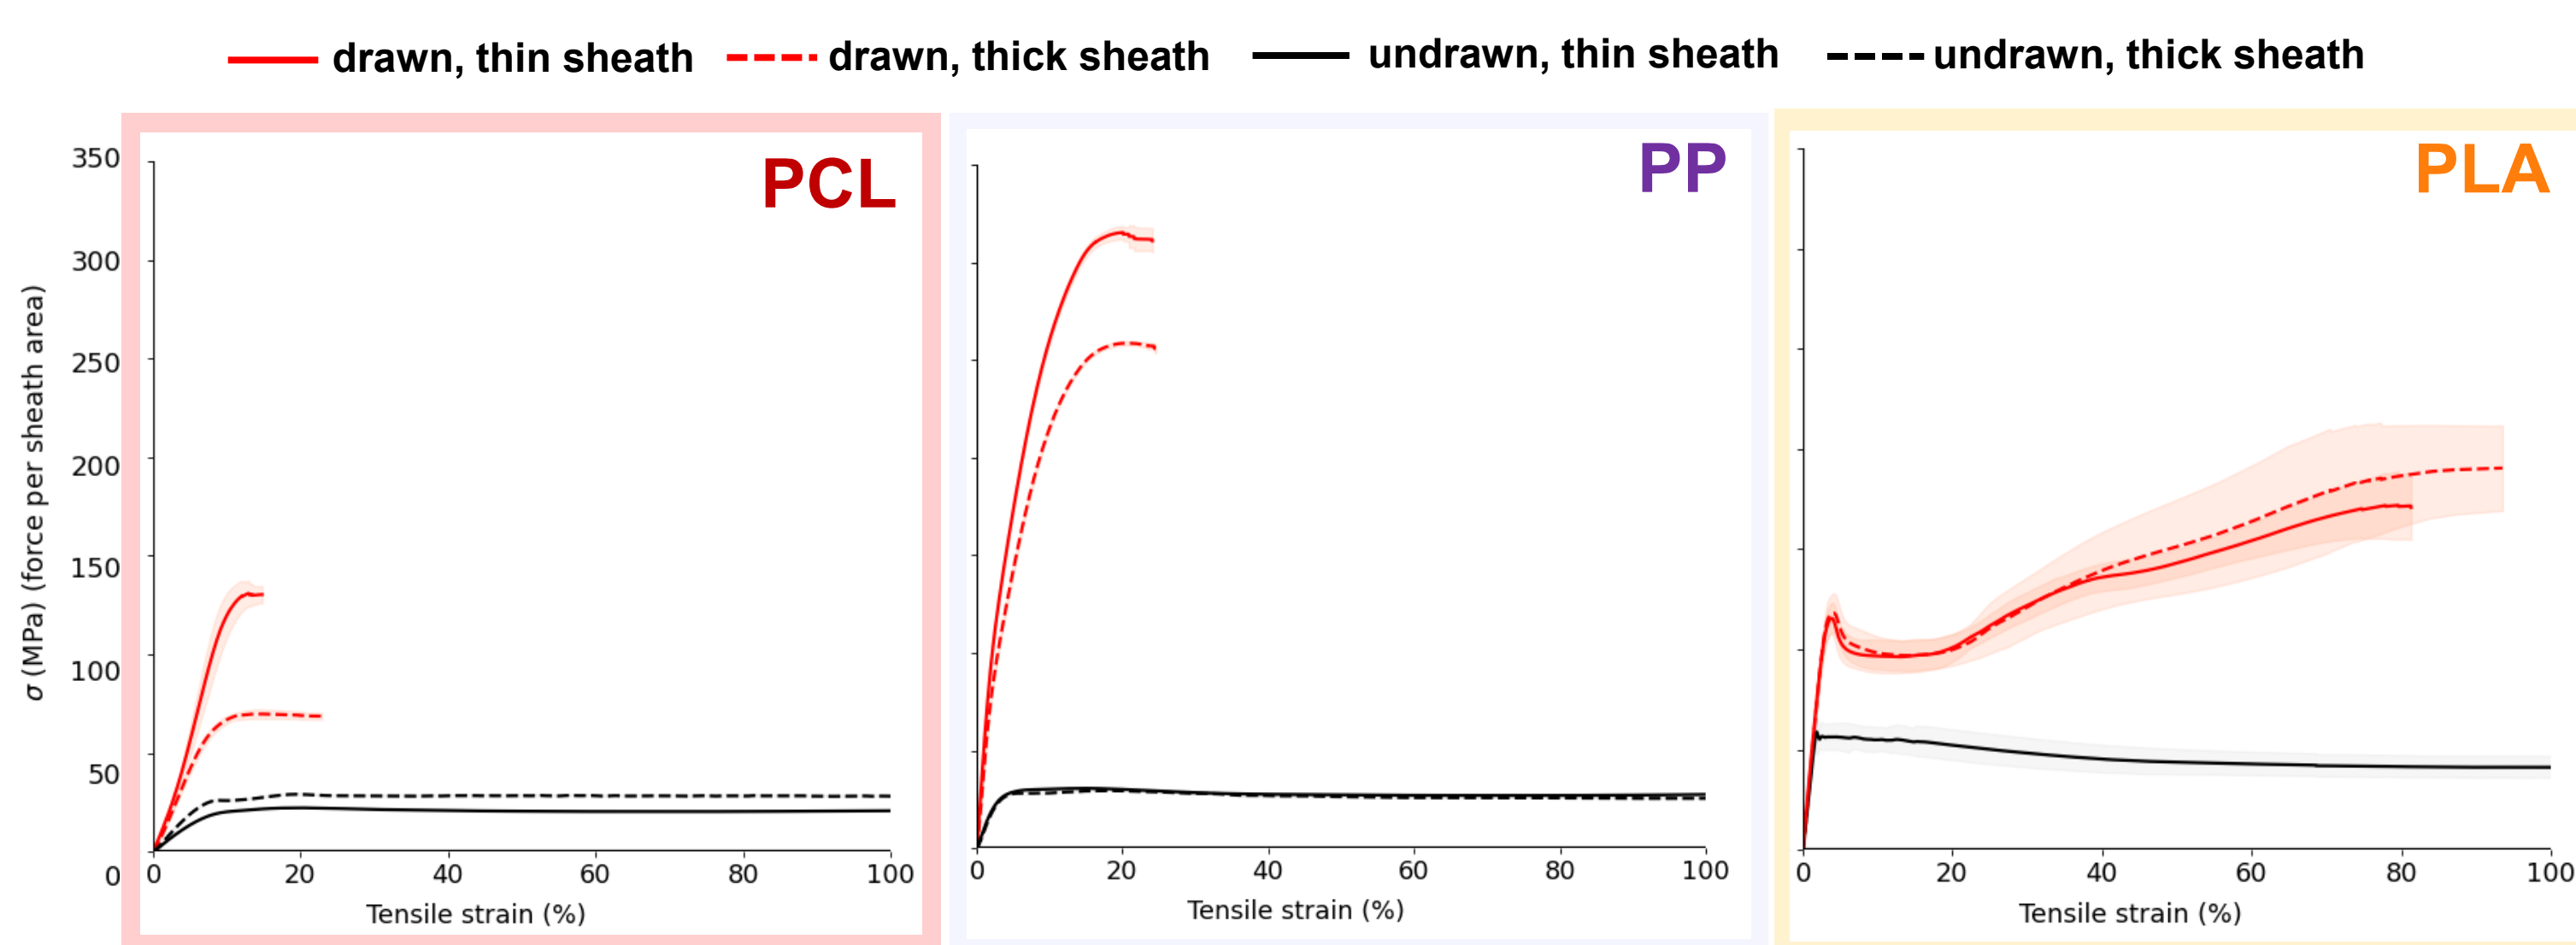 drawn, thin sheath drawn, thick sheath undrawn, thin sheath undrawn, thick sheath
PCL
PP
PLA
σ (MPa) (force per sheath area)
350
300
250
200
150
100
50
0
0 20 40 60 80 100
Tensile strain (%)
0 20 40 60 80 100
Tensile strain (%)
0 20 40 60 80 100
Tensile strain (%)